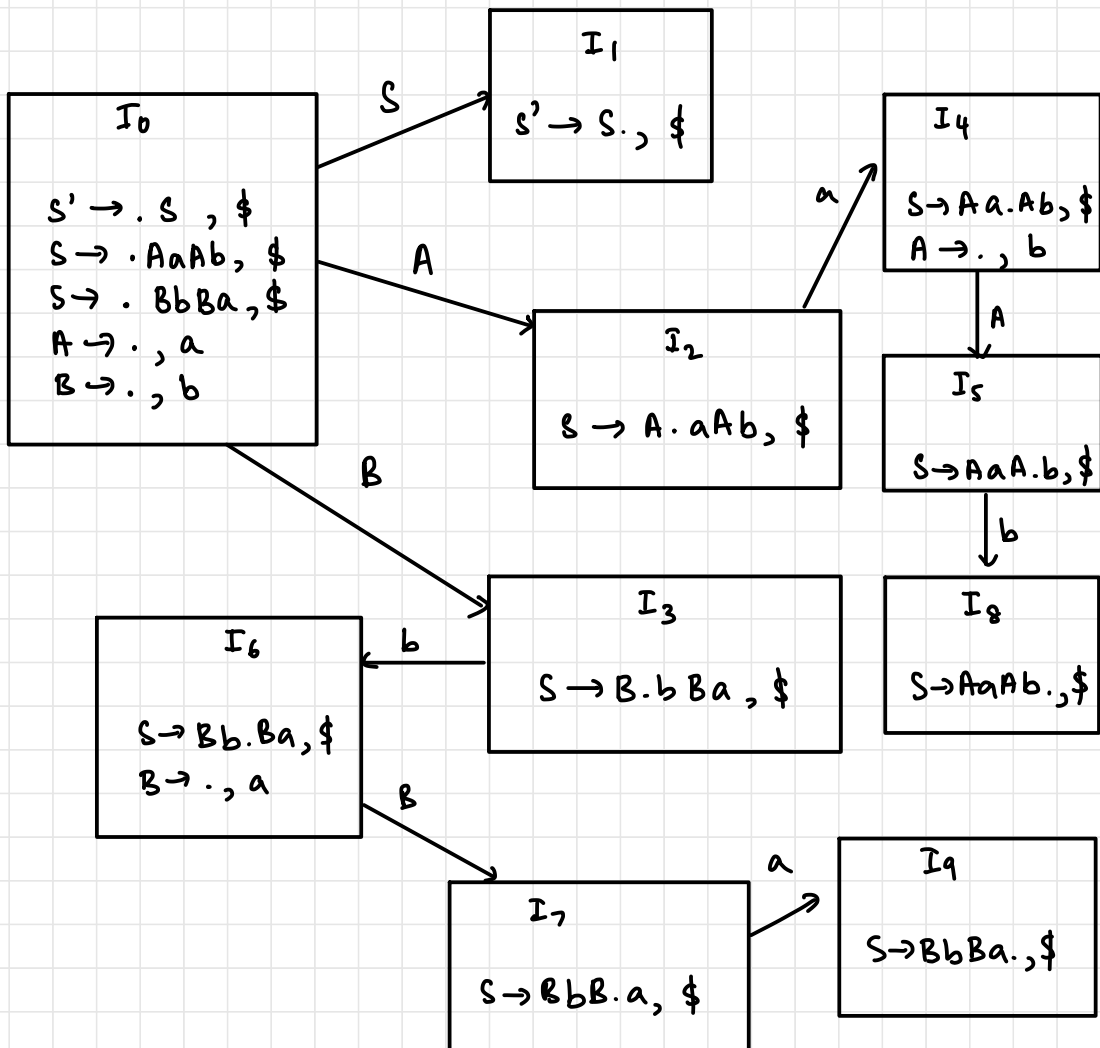 I₀
S' → . S , $
S → . AaAb, $
S → . BbBa, $
A → . , a
B → . , b
S
I₁
S' → S. , $
A
I₂
S → A. aAb, $
a
I₄
S → Aa.Ab, $
A → . , b
A
I₅
S → AaA.b, $
b
I₈
S → AaAb., $
B
I₃
S → B.bBa , $
b
I₆
S → Bb.Ba, $
B → . , a
B
I₇
S → BbB.a, $
a
I₉
S → BbBa., $